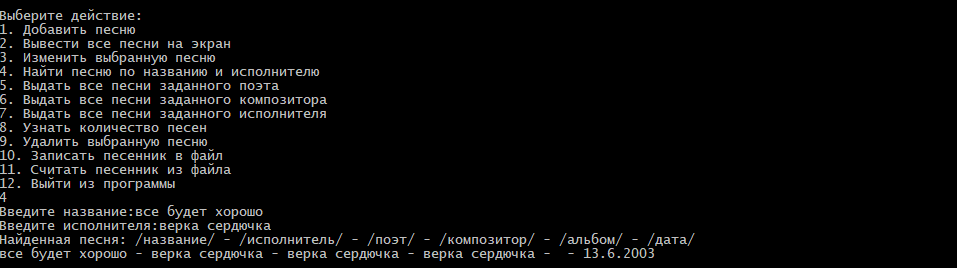 Выберите действие:
1. Добавить песню
2. Вывести все песни на экран
3. Изменить выбранную песню
4. Найти песню по названию и исполнителю
5. Выдать все песни заданного поэта
6. Выдать все песни заданного композитора
7. Выдать все песни заданного исполнителя
8. Узнать количество песен
9. Удалить выбранную песню
10. Записать песенник в файл
11. Считать песенник из файла
12. Выйти из программы
4
Введите название:все будет хорошо
Введите исполнителя:верка сердючка
Найденная песня: /название/ - /исполнитель/ - /поэт/ - /композитор/ - /альбом/ - /дата/
все будет хорошо - верка сердючка - верка сердючка - верка сердючка -  - 13.6.2003